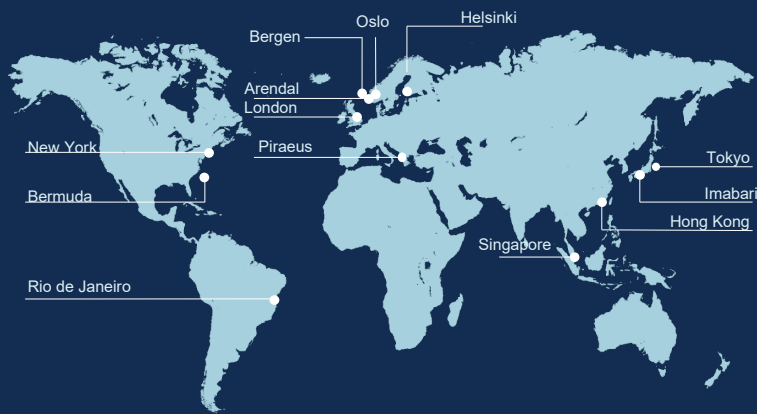 Oslo
Helsinki
Bergen
Arendal
London
New York
Piraeus
Tokyo
Bermuda
Imabari
Hong Kong
Singapore
Rio de Janeiro